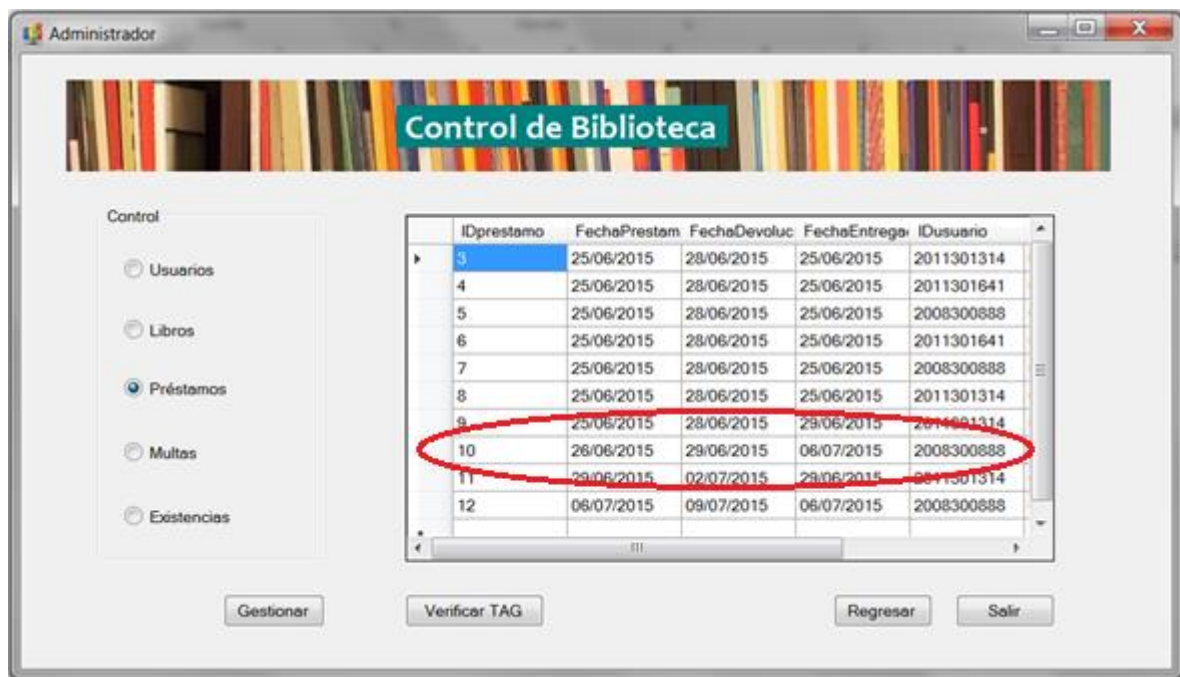 Administrador
Control de Biblioteca
Control
Usuarios
Libros
Préstamos
Multas
Existencias
IDprestamo FechaPrestam FechaDevoluc FechaEntrega IDusuario
3 25/06/2015 28/06/2015 25/06/2015 2011301314
4 25/06/2015 28/06/2015 25/06/2015 2011301641
5 25/06/2015 28/06/2015 25/06/2015 2008300888
6 25/06/2015 28/06/2015 25/06/2015 2011301641
7 25/06/2015 28/06/2015 25/06/2015 2008300888
8 25/06/2015 28/06/2015 25/06/2015 2011301314
9 25/06/2015 28/06/2015 29/06/2015 2011301314
10 26/06/2015 29/06/2015 06/07/2015 2008300888
11 29/06/2015 02/07/2015 29/06/2015 2011301314
12 06/07/2015 09/07/2015 06/07/2015 2008300888
Gestionar Verificar TAG Regresar Salir